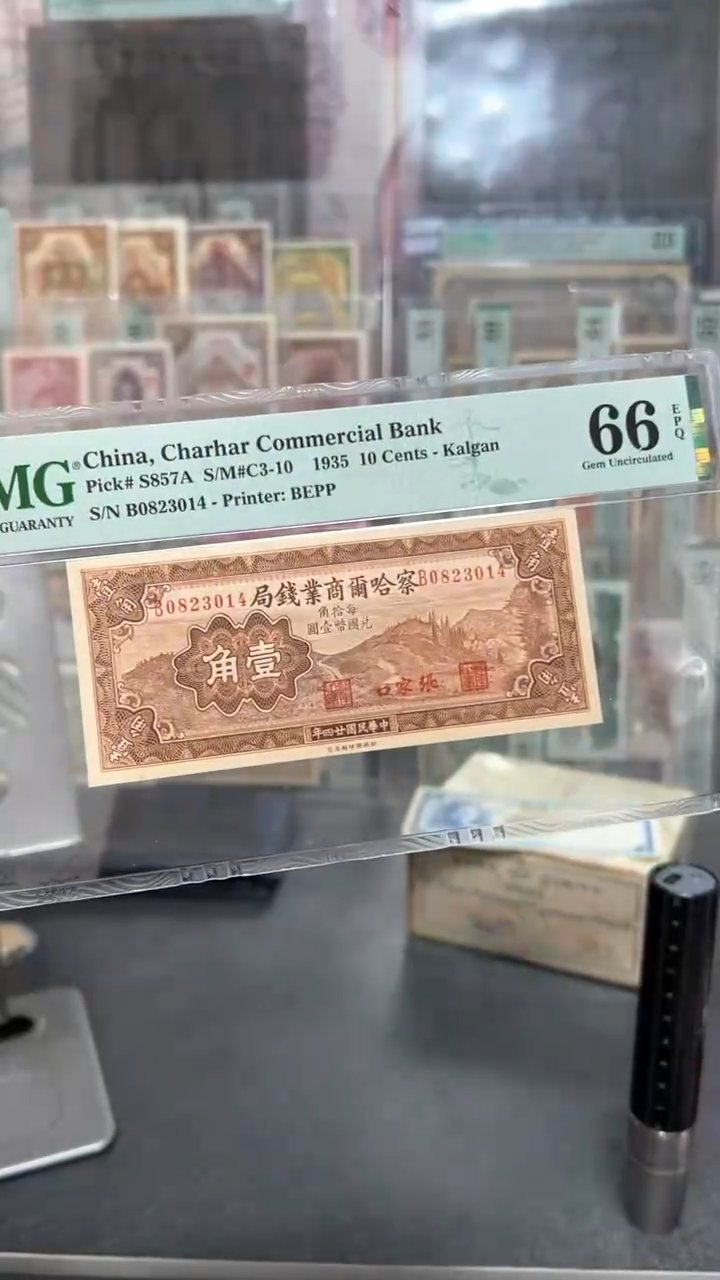 MG® China, Charhar Commercial Bank
GUARANTY
Pick# S857A S/M#C3-10 1935 10 Cents - Kalgan
S/N B0823014 - Printer: BEPP
66 EPQ
Gem Uncirculated
B0823014 局錢業商爾哈察 B0823014
角拾每
圓壹幣國兌
角壹
口家張
年四廿國民華中
壹角